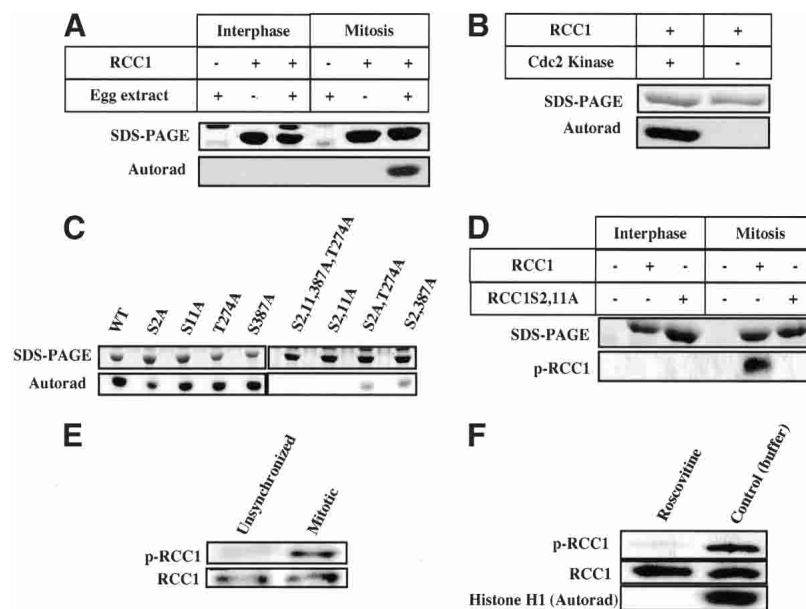 A
Interphase Mitosis
RCC1 - + + - + +
Egg extract + - + + - +
SDS-PAGE
Autorad
B
RCC1 + +
Cdc2 Kinase + -
SDS-PAGE
Autorad
C
WT S2A S11A T274A S387A S2,11,387A,T274A S2,11A S2A,T274A S2,387A
SDS-PAGE
Autorad
D
Interphase Mitosis
RCC1 - + - - + -
RCC1S2,11A - - + - - +
SDS-PAGE
p-RCC1
E
Unsynchronized Mitotic
p-RCC1
RCC1
F
Roscovitine Control (buffer)
p-RCC1
RCC1
Histone H1 (Autorad)